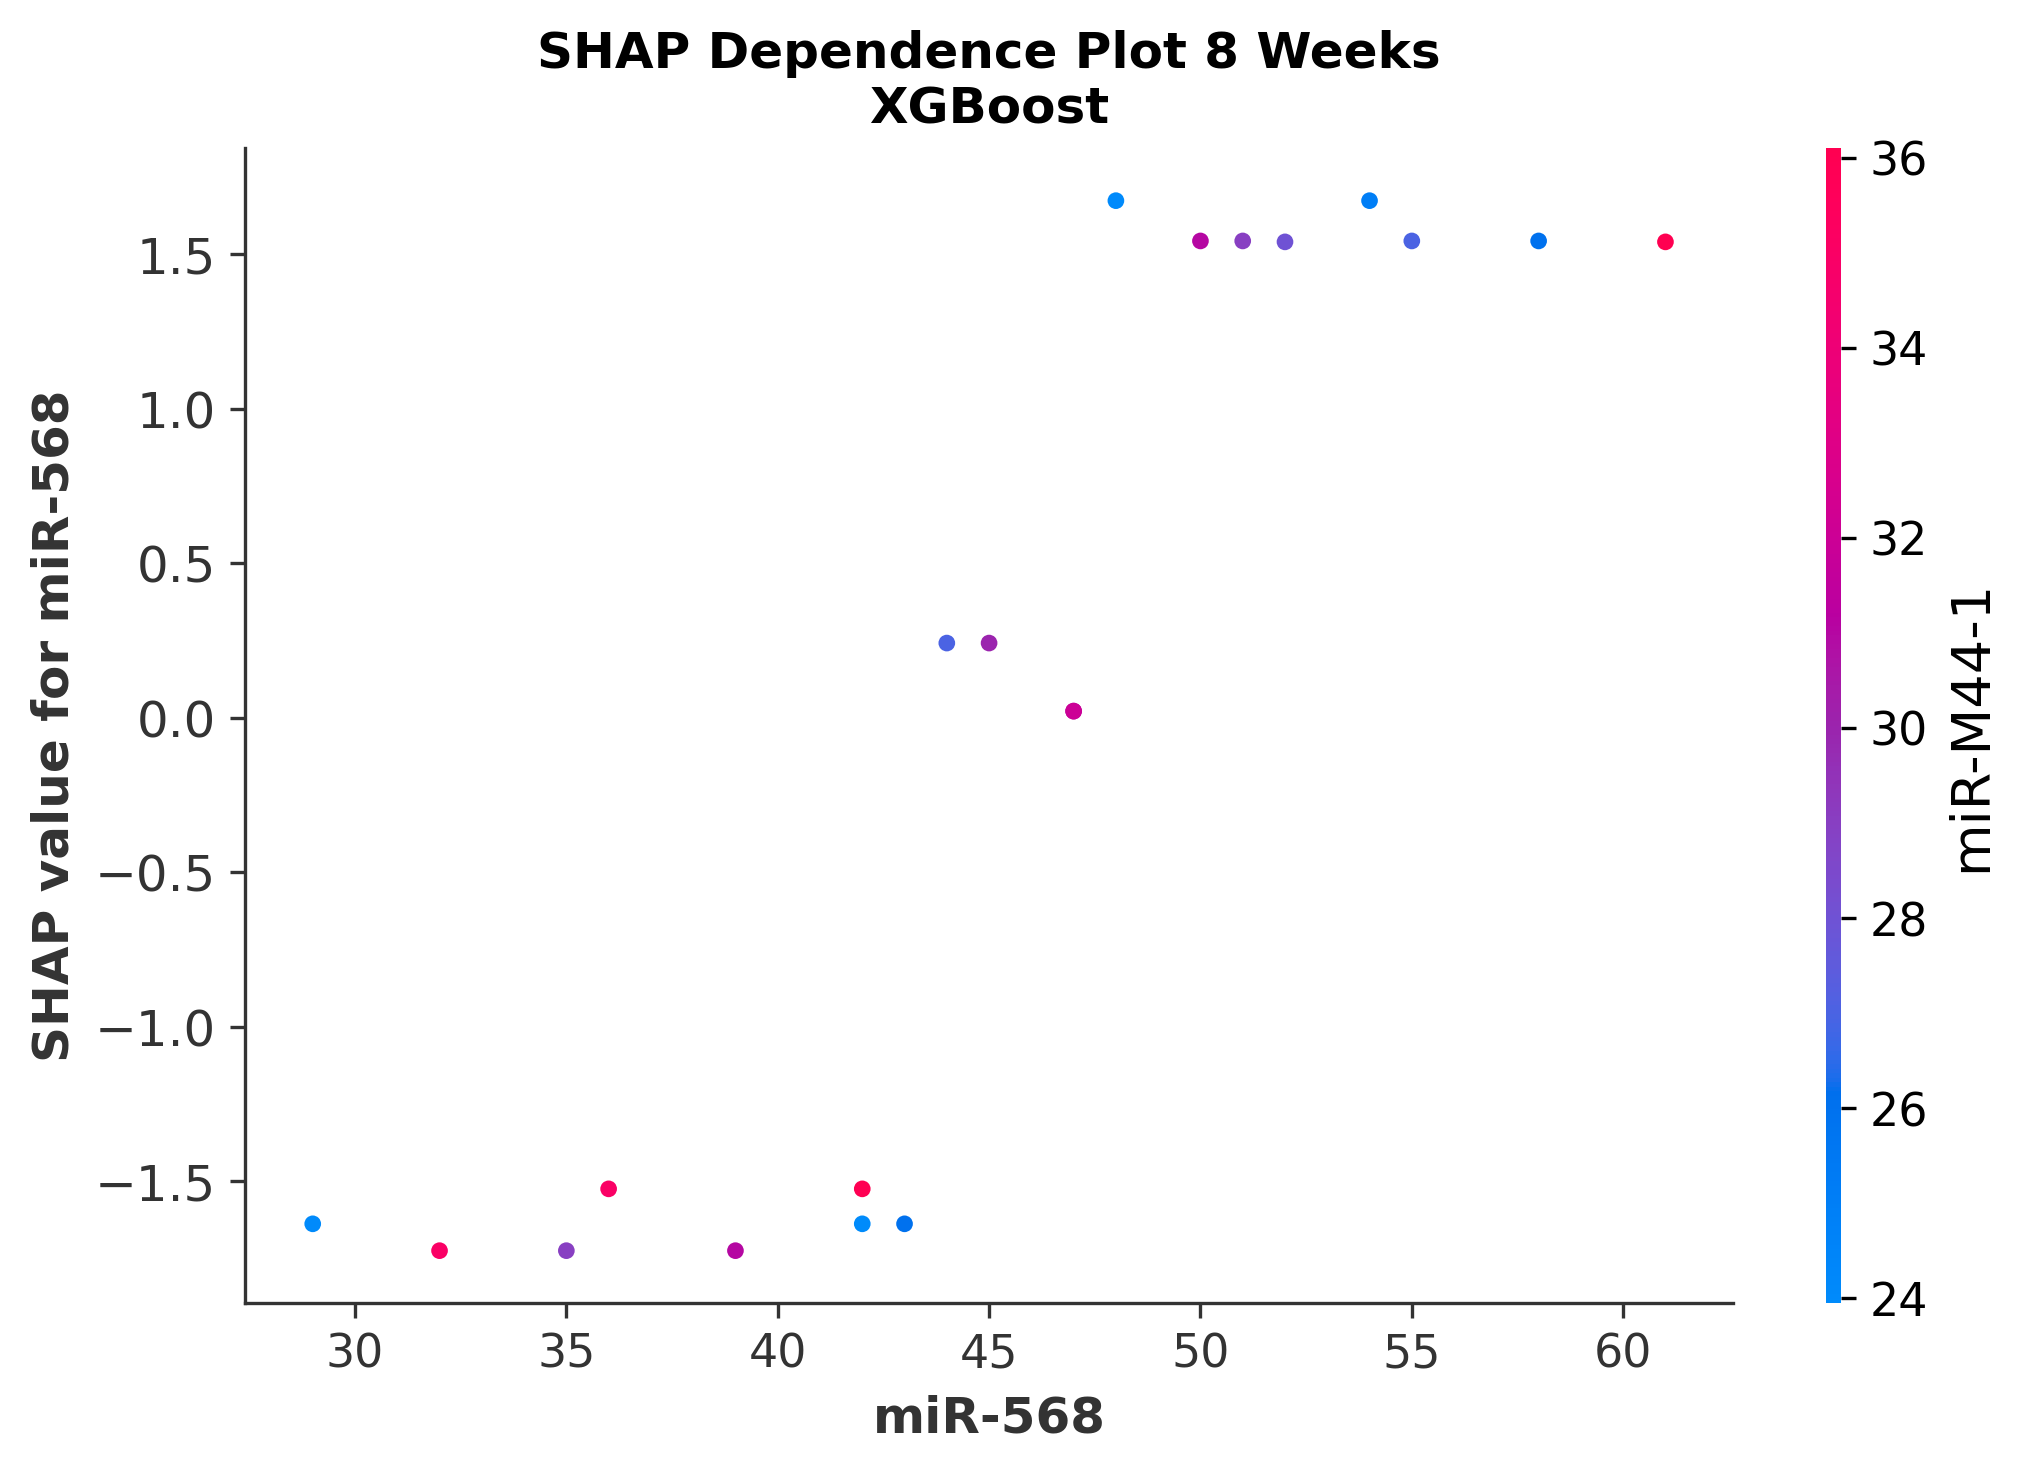 SHAP Dependence Plot 8 Weeks
XGBoost
SHAP value for miR-568
1.5
1.0
0.5
0.0
−0.5
−1.0
−1.5
30 35 40 45 50 55 60
miR-568
36
34
32
30
28
26
24
miR-M44-1